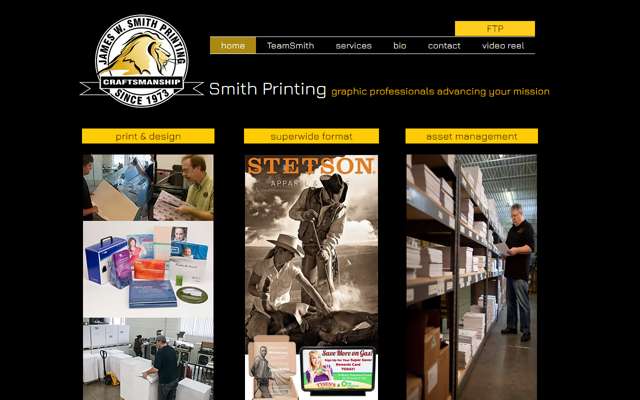 JAMES W. SMITH PRINTING
CRAFTSMANSHIP
SINCE 1973
FTP
home TeamSmith services bio contact video reel
Smith Printing graphic professionals advancing your mission
print & design superwide format asset management
STETSON
APPAREL
Save More on Gas!
TODAY!